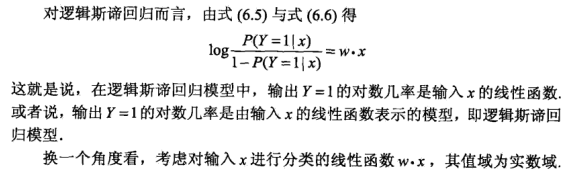 对逻辑斯谛回归而言，由式 (6.5) 与式 (6.6) 得
log P(Y=1|x) / 1-P(Y=1|x) = w·x
这就是说，在逻辑斯谛回归模型中，输出 Y=1 的对数几率是输入 x 的线性函数.
或者说，输出 Y=1 的对数几率是由输入 x 的线性函数表示的模型，即逻辑斯谛回
归模型.
换一个角度看，考虑对输入 x 进行分类的线性函数 w·x，其值域为实数域.